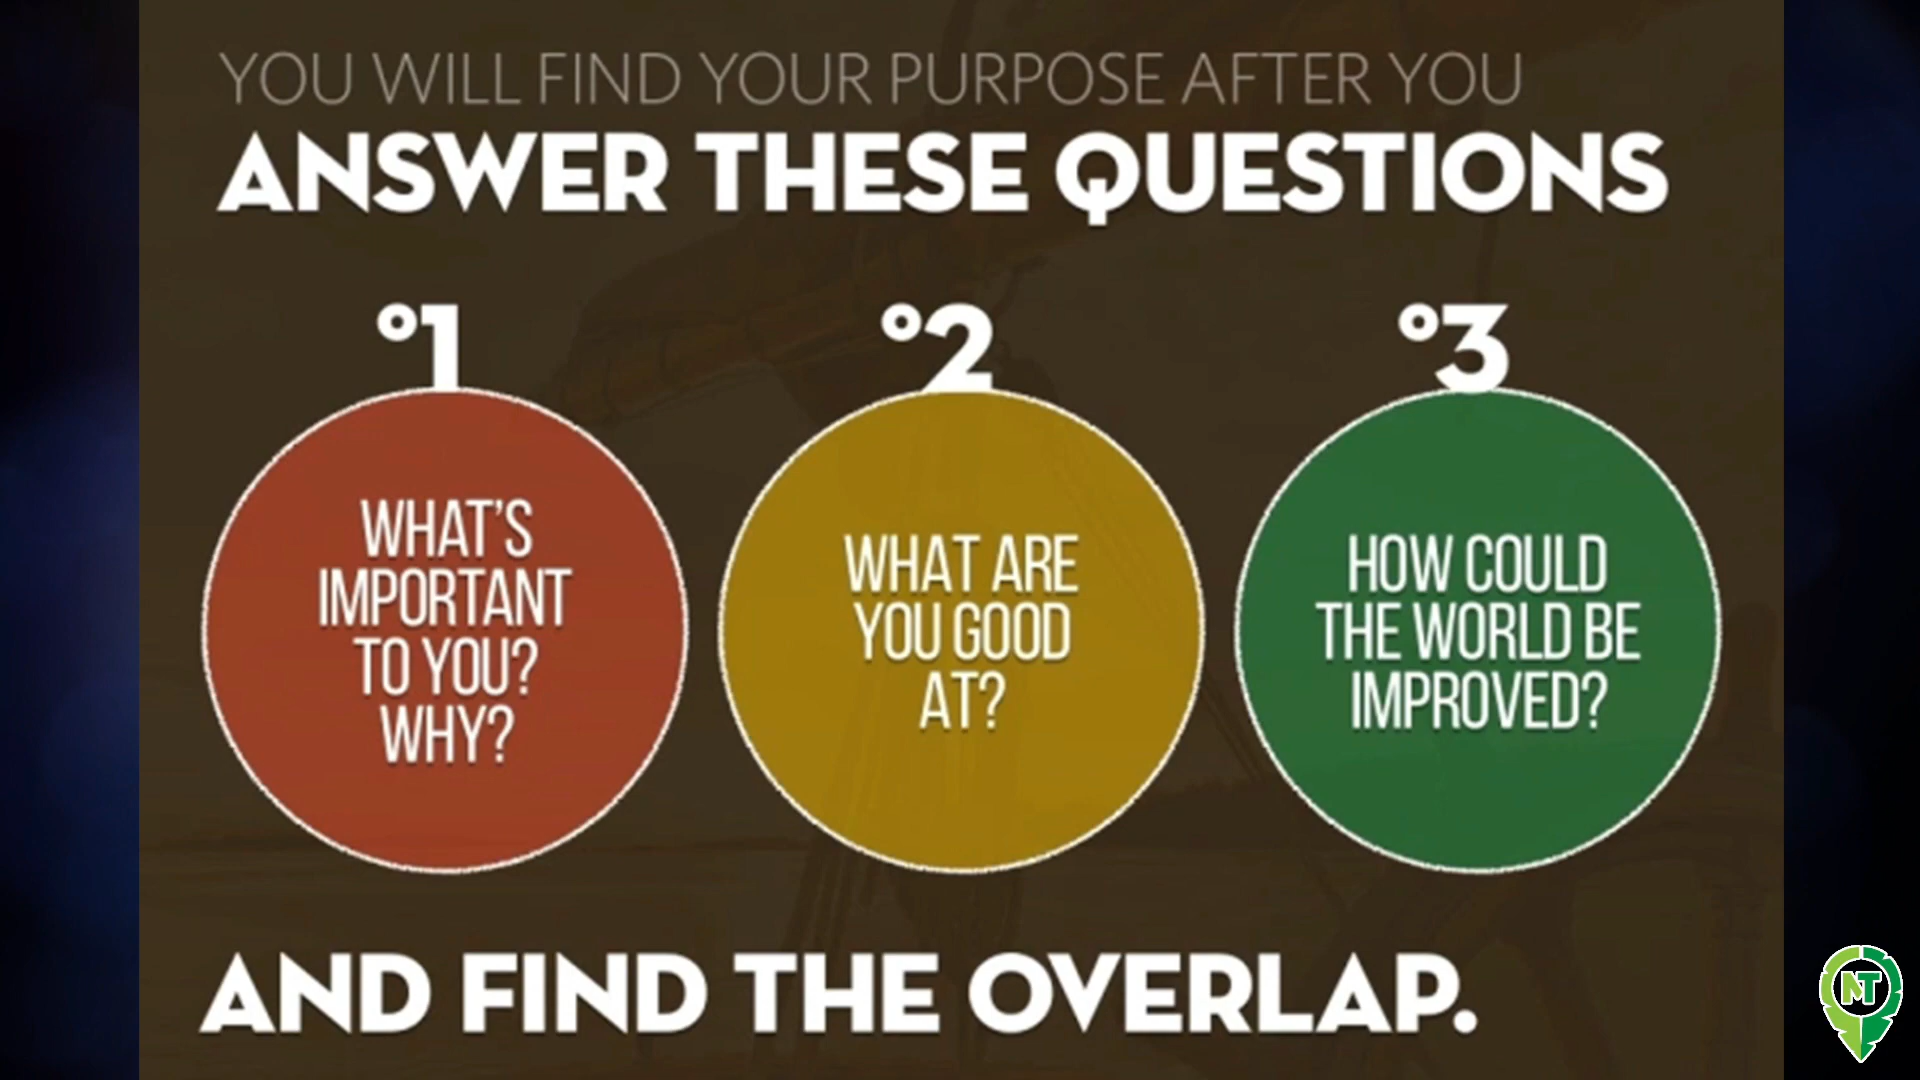 YOU WILL FIND YOUR PURPOSE AFTER YOU
ANSWER THESE QUESTIONS
°1
WHAT'S
IMPORTANT
TO YOU?
WHY?
°2
WHAT ARE
YOU GOOD
AT?
°3
HOW COULD
THE WORLD BE
IMPROVED?
AND FIND THE OVERLAP.
NT